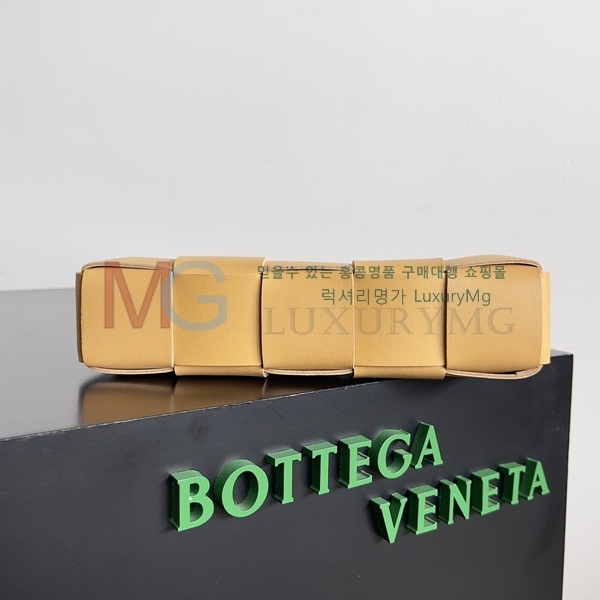 MG
믿을수 있는 홍콩명품 구매대행 쇼핑몰
럭셔리명가 LuxuryMg
LUXURYMG
BOTTEGA
VENETA